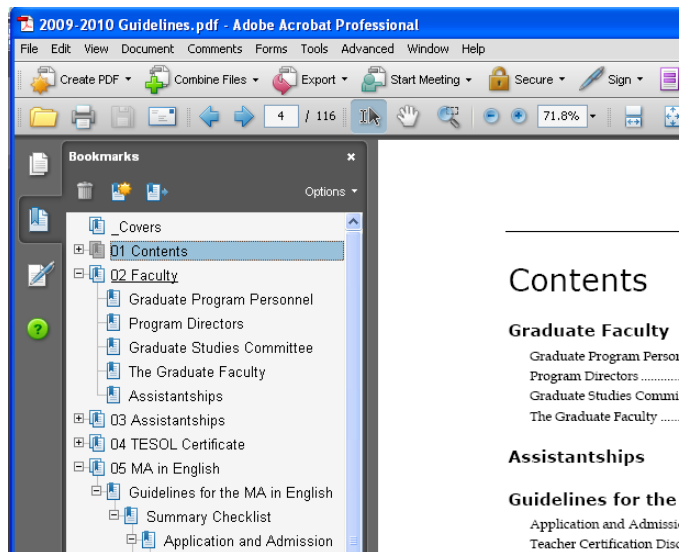 2009-2010 Guidelines.pdf - Adobe Acrobat Professional
File Edit View Document Comments Forms Tools Advanced Window Help
Create PDF Combine Files Export Start Meeting Secure Sign
4 / 116 71.8%
Bookmarks
Options
_Covers
01 Contents
02 Faculty
Graduate Program Personnel
Program Directors
Graduate Studies Committee
The Graduate Faculty
Assistantships
03 Assistantships
04 TESOL Certificate
05 MA in English
Guidelines for the MA in English
Summary Checklist
Application and Admission
Contents
Graduate Faculty
Graduate Program Person
Program Directors ...........
Graduate Studies Commi
The Graduate Faculty .....
Assistantships
Guidelines for the
Application and Admissi
Teacher Certification Disc